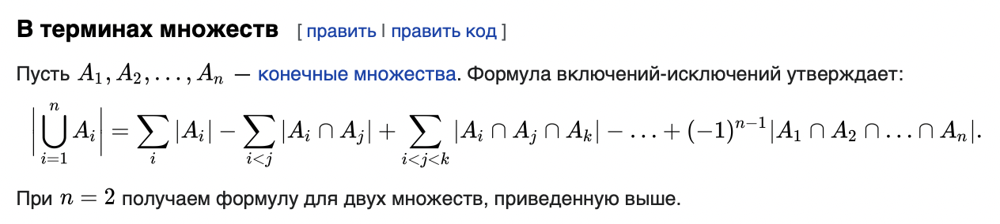 В терминах множеств [ править | править код ]
Пусть $A_1, A_2, \ldots, A_n$ — конечные множества. Формула включений-исключений утверждает:
$\left| \bigcup_{i=1}^{n} A_i \right| = \sum_{i} |A_i| - \sum_{i<j} |A_i \cap A_j| + \sum_{i<j<k} |A_i \cap A_j \cap A_k| - \ldots + (-1)^{n-1} |A_1 \cap A_2 \cap \ldots \cap A_n|.$
При $n = 2$ получаем формулу для двух множеств, приведенную выше.